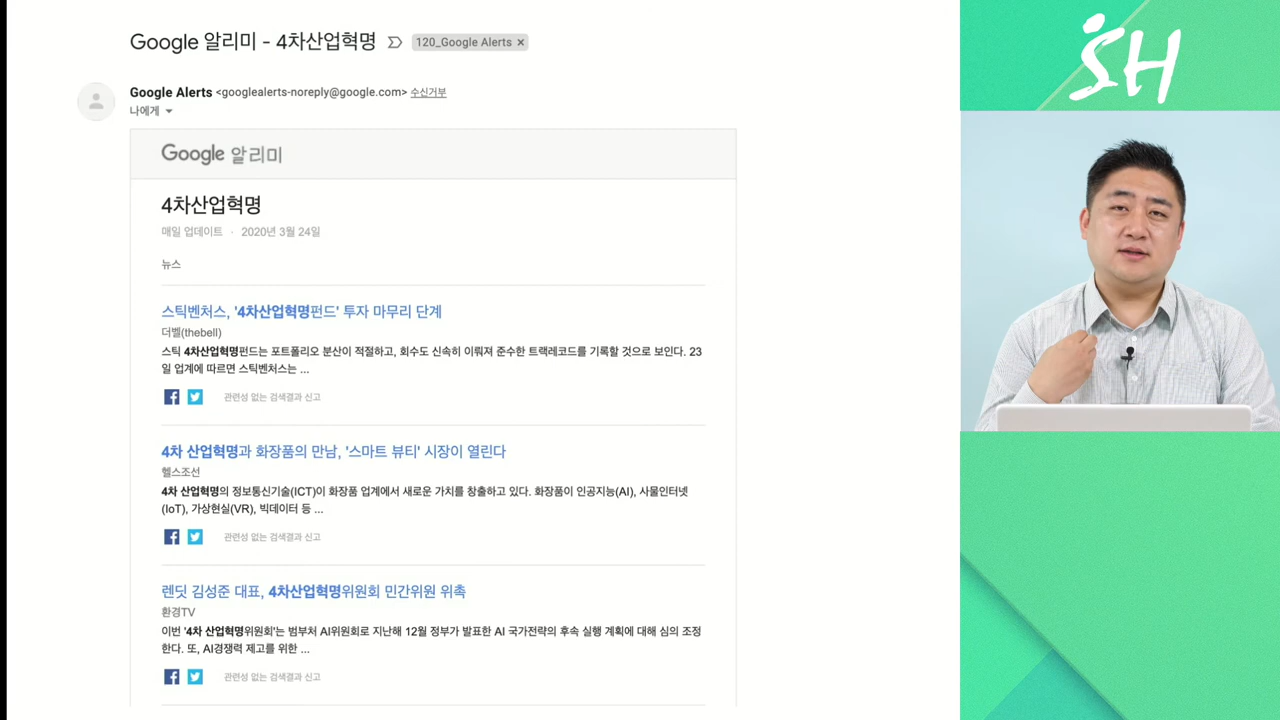 Google 알리미 - 4차산업혁명 120_Google Alerts ×
SH
Google Alerts <googlealerts-noreply@google.com> 수신거부
나에게
Google 알리미
4차산업혁명
매일 업데이트 · 2020년 3월 24일
뉴스
스틱벤처스, '4차산업혁명펀드' 투자 마무리 단계
더벨(thebell)
스틱 4차산업혁명펀드는 포트폴리오 분산이 적절하고, 회수도 신속히 이뤄져 준수한 트랙레코드를 기록할 것으로 보인다. 23
일 업계에 따르면 스틱벤처스는 ...
관련성 없는 검색결과 신고
4차 산업혁명과 화장품의 만남, '스마트 뷰티' 시장이 열린다
헬스조선
4차 산업혁명의 정보통신기술(ICT)이 화장품 업계에서 새로운 가치를 창출하고 있다. 화장품이 인공지능(AI), 사물인터넷
(IoT), 가상현실(VR), 빅데이터 등 ...
관련성 없는 검색결과 신고
렌딧 김성준 대표, 4차산업혁명위원회 민간위원 위촉
환경TV
이번 '4차 산업혁명위원회'는 범부처 AI위원회로 지난해 12월 정부가 발표한 AI 국가전략의 후속 실행 계획에 대해 심의 조정
한다. 또, AI경쟁력 제고를 위한 ...
관련성 없는 검색결과 신고